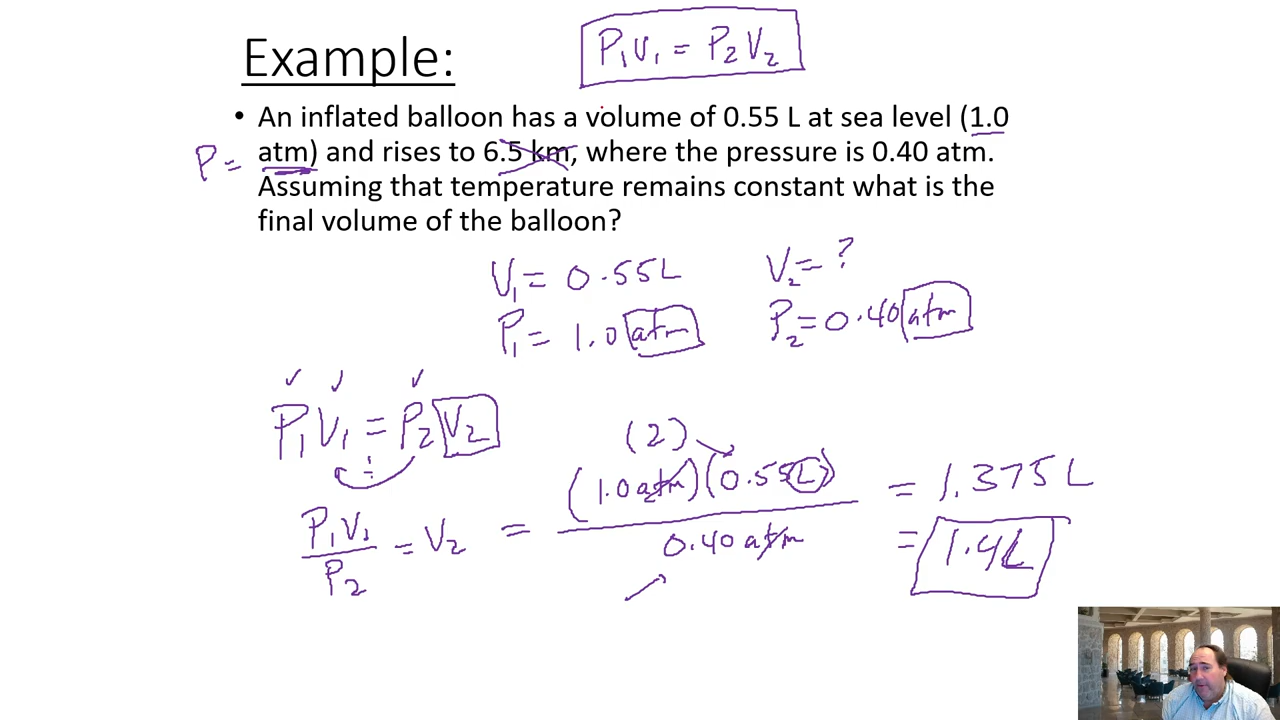 Example:
P₁V₁ = P₂V₂
• An inflated balloon has a volume of 0.55 L at sea level (1.0
P =
atm) and rises to 6.5 km, where the pressure is 0.40 atm.
Assuming that temperature remains constant what is the
final volume of the balloon?
V₁ = 0.55L
V₂ = ?
P₁ = 1.0 atm
P₂ = 0.40 atm
P₁V₁ = P₂V₂
÷
(2)
P₁V₁/P₂ = V₂ = (1.0 atm)(0.55L)/0.40 atm = 1.375 L
= 1.4L